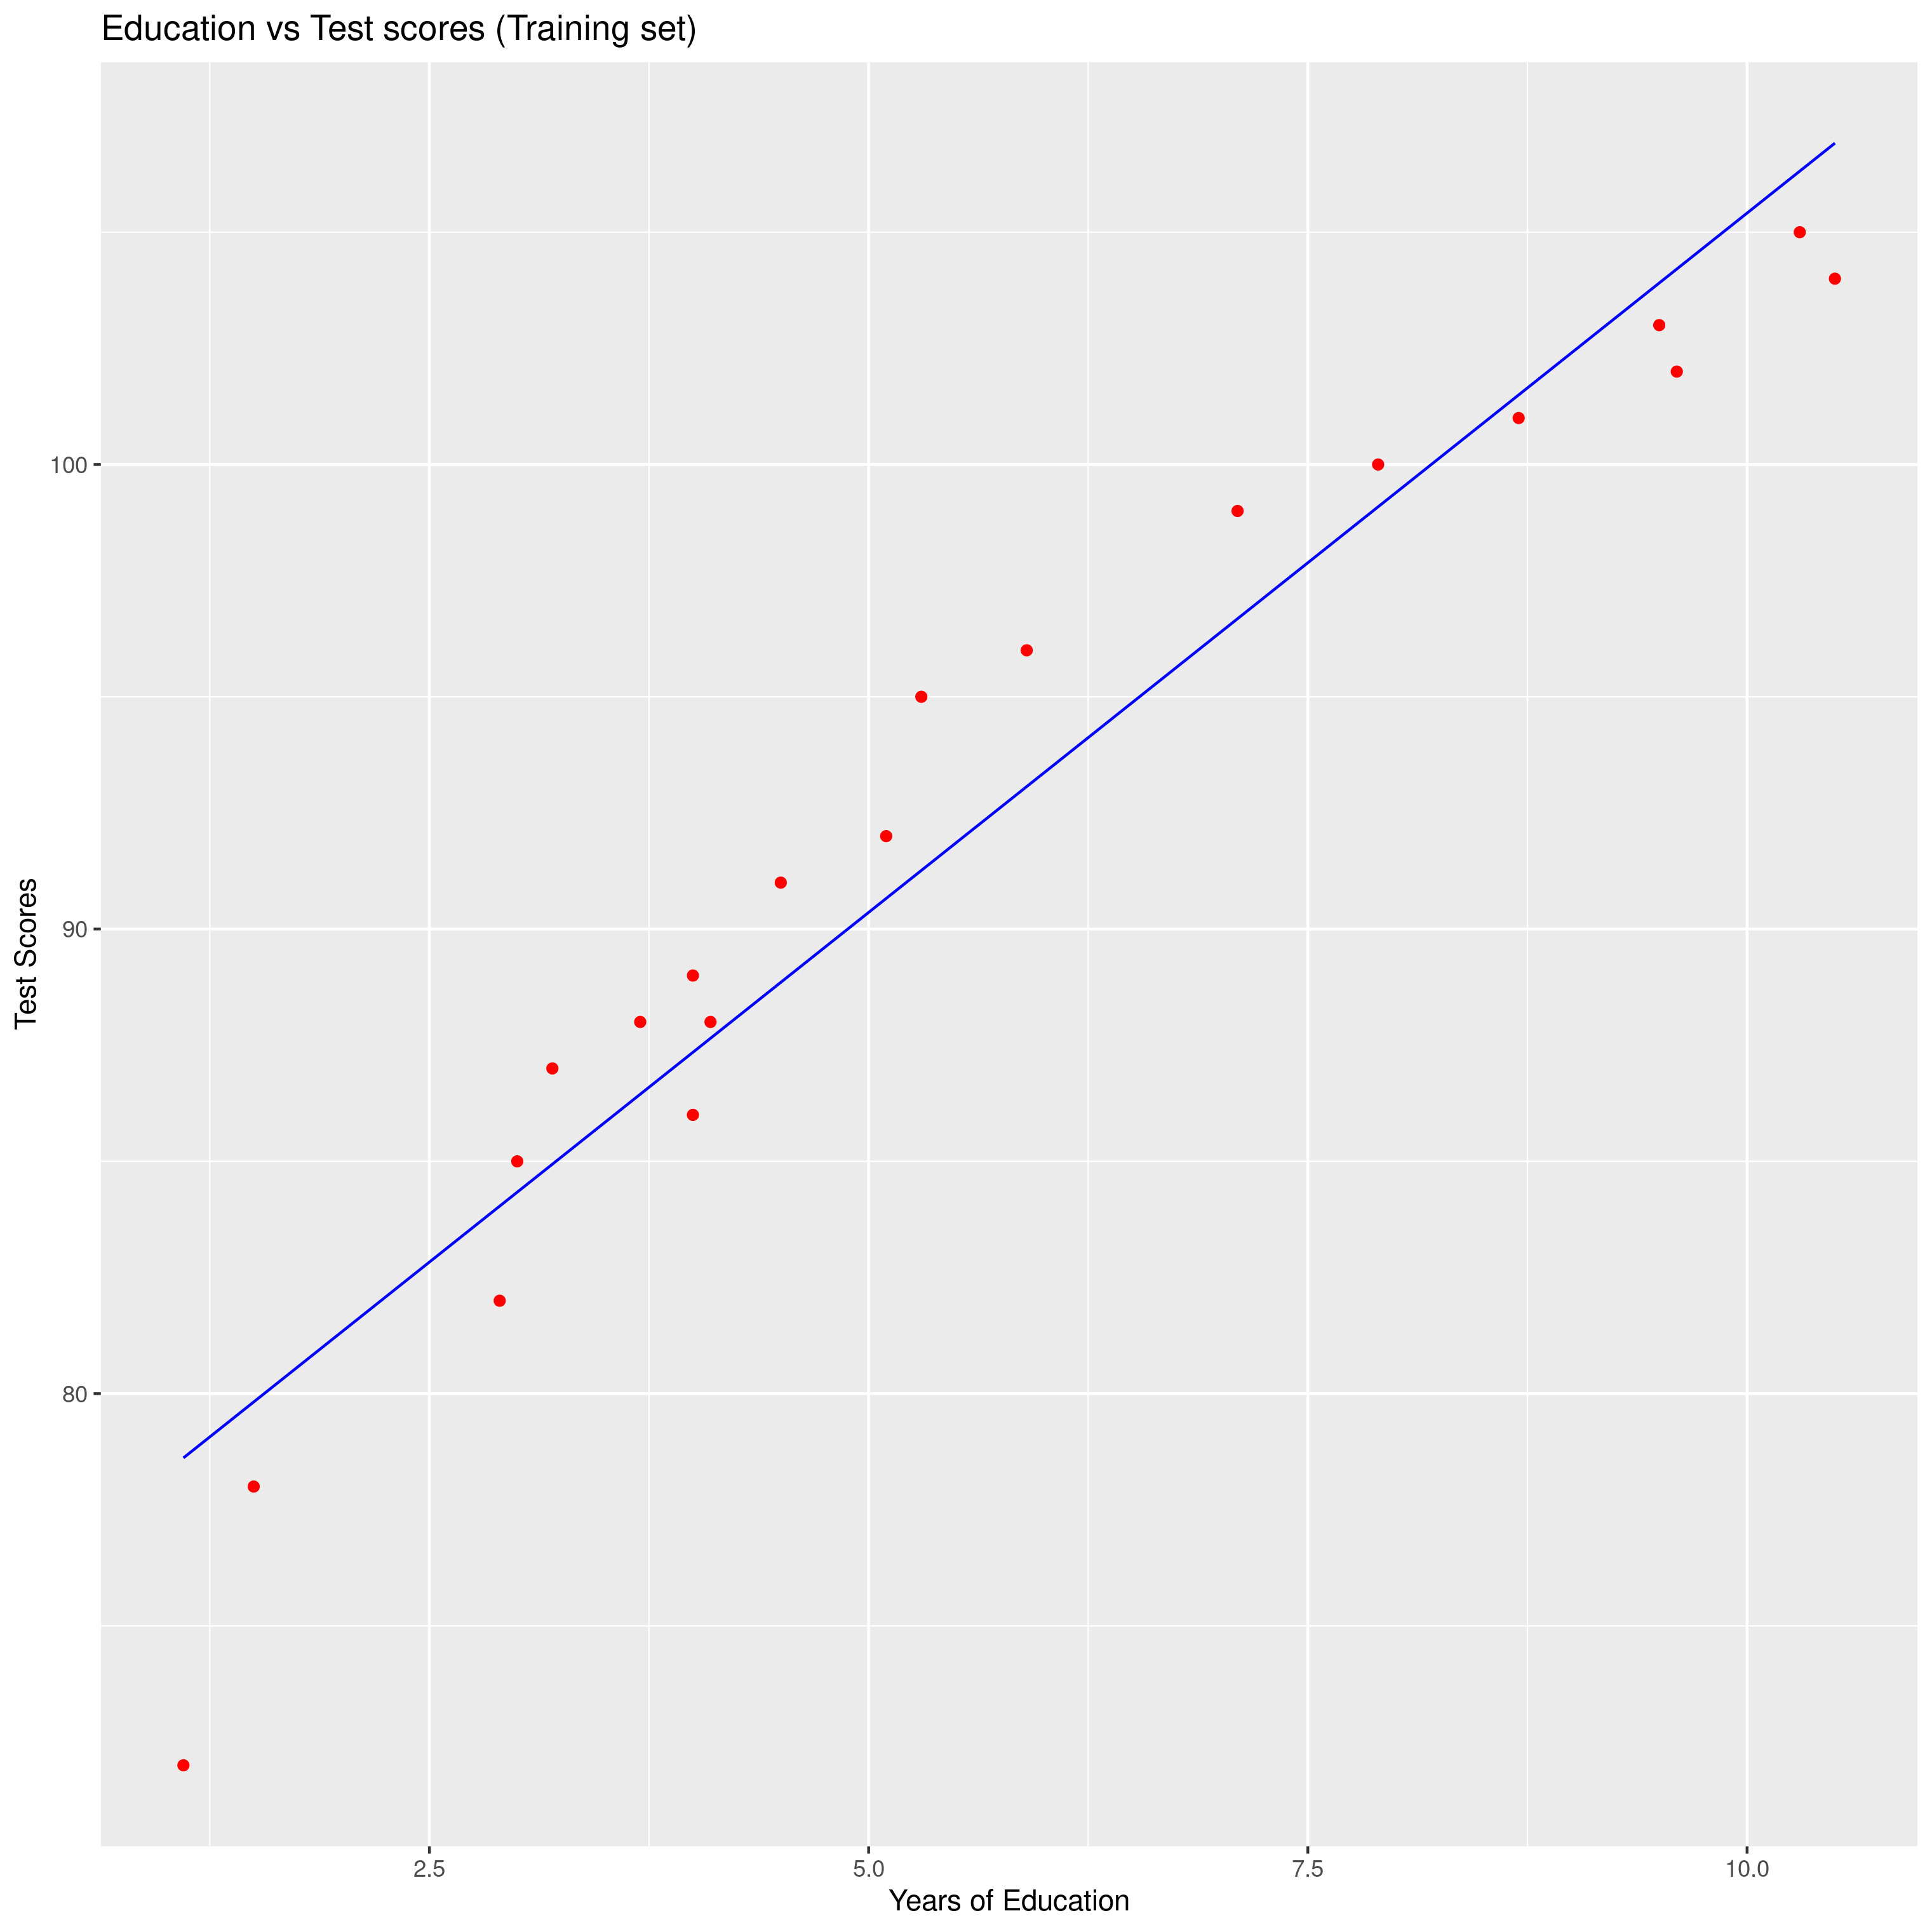 Education vs Test scores (Training set)
100
90
80
Test Scores
2.5 5.0 7.5 10.0
Years of Education